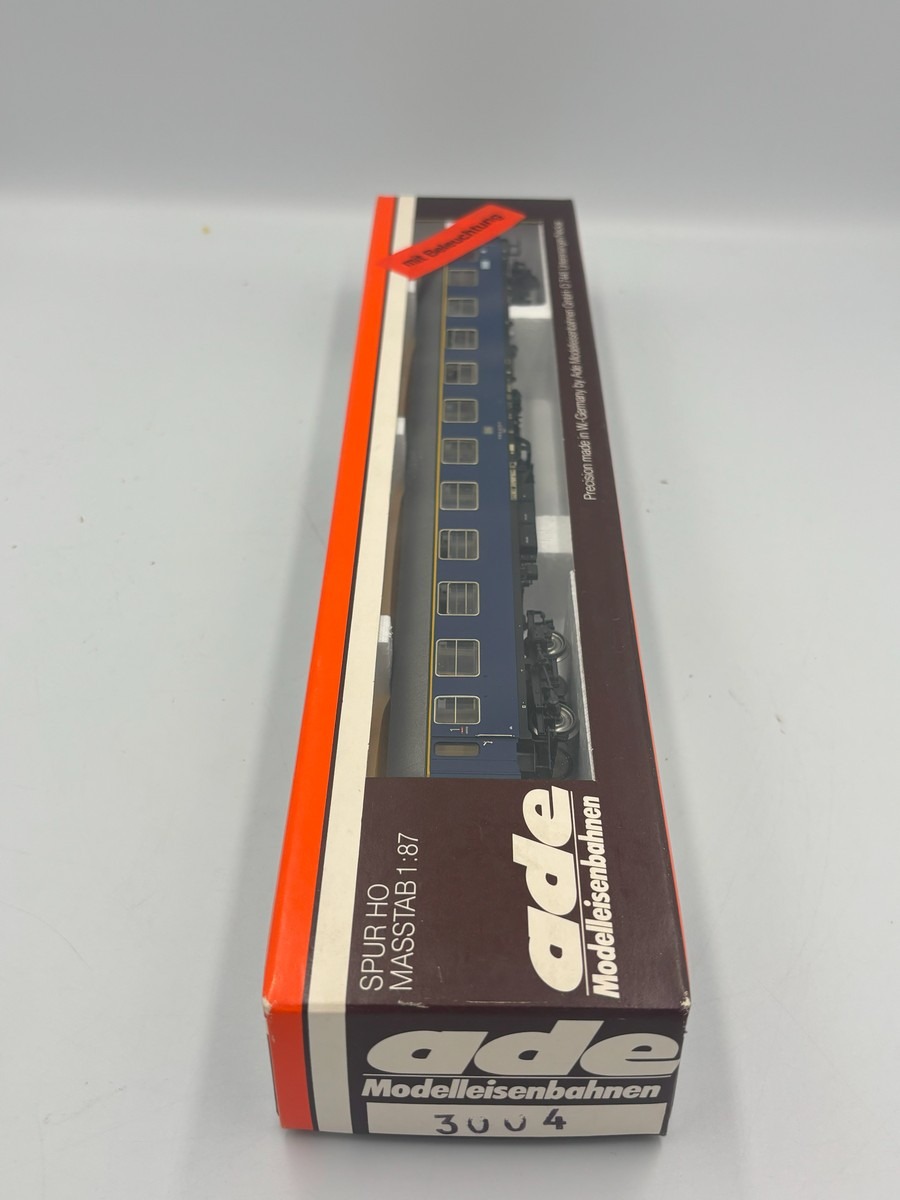 mit Beleuchtung
Precision made in W.-Germany by Ade Modelleisenbahnen GmbH
SPUR HO
MASSTAB 1:87
ade
Modelleisenbahnen
1
ade
Modelleisenbahnen
3004